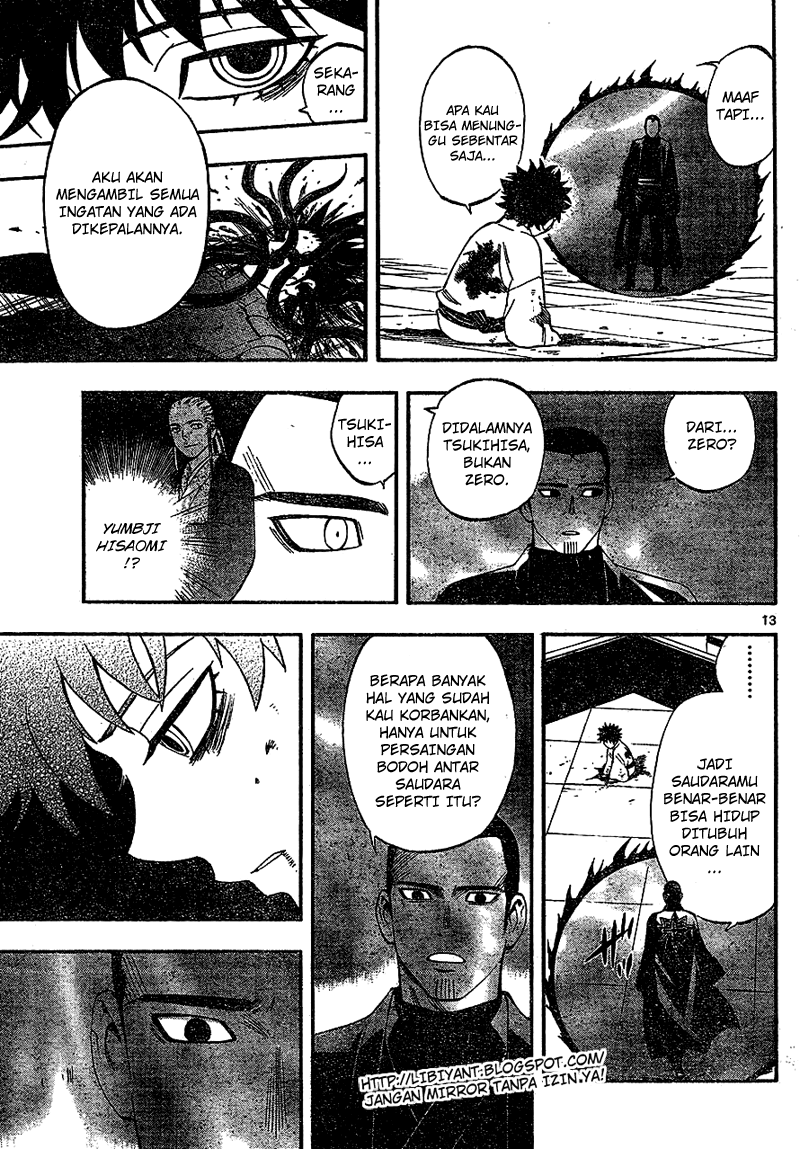 MAAF
TAPI...
APA KAU
BISA MENUNG-
GU SEBENTAR
SAJA...
SEKA-
RANG
...
AKU AKAN
MENGAMBIL SEMUA
INGATAN YANG ADA
DIKEPALANNYA.
DARI...
ZERO?
DIDALAMNYA
TSUKIHISA,
BUKAN
ZERO.
TSUKI-
HISA
...
YUMBJI
HISAOMI
!?
13
.........
JADI
SAUDARAMU
BENAR-BENAR
BISA HIDUP
DITUBUH
ORANG LAIN
...
BERAPA BANYAK
HAL YANG SUDAH
KAU KORBANKAN,
HANYA UNTUK
PERSAINGAN
BODOH ANTAR
SAUDARA
SEPERTI ITU?
HTTP://LIBIYANT.BLOGSPOT.COM/
JANGAN MIRROR TANPA IZIN YA!